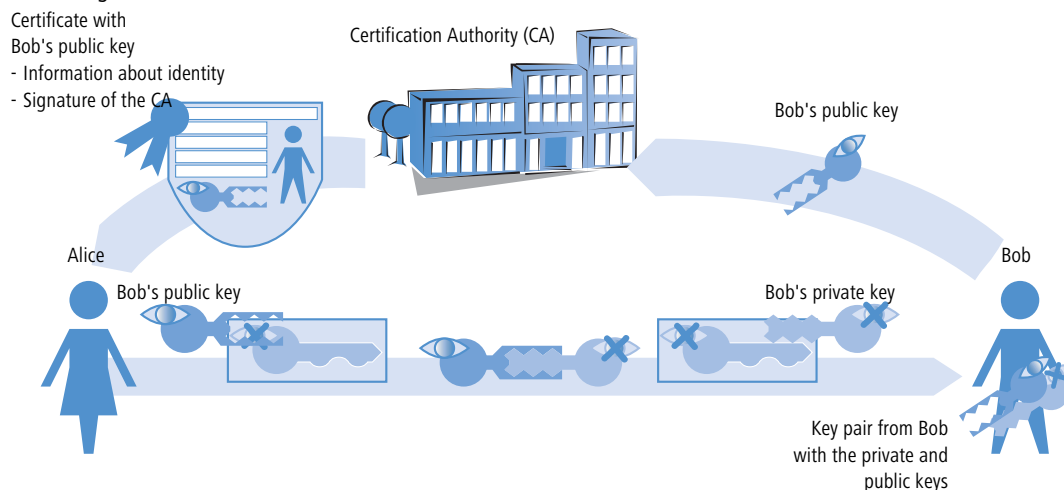 Certificate with
Bob's public key
- Information about identity
- Signature of the CA
Certification Authority (CA)
Bob's public key
Alice
Bob
Bob's public key
Bob's private key
Key pair from Bob
with the private and
public keys